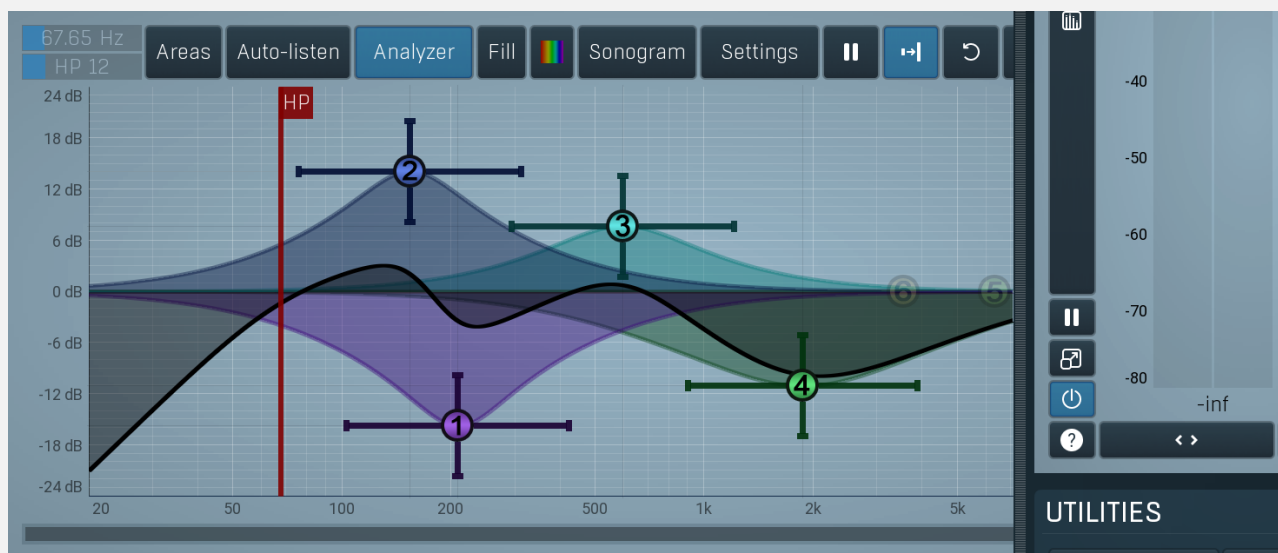 67.65 Hz
HP 12
Areas Auto-listen Analyzer Fill Sonogram Settings
HP
24 dB
18 dB
12 dB
6 dB
0 dB
-6 dB
-12 dB
-18 dB
-24 dB
2
3
6 5
4
1
20 50 100 200 500 1k 2k 5k
-40
-50
-60
-70
-80
-inf
?
< >
UTILITIES